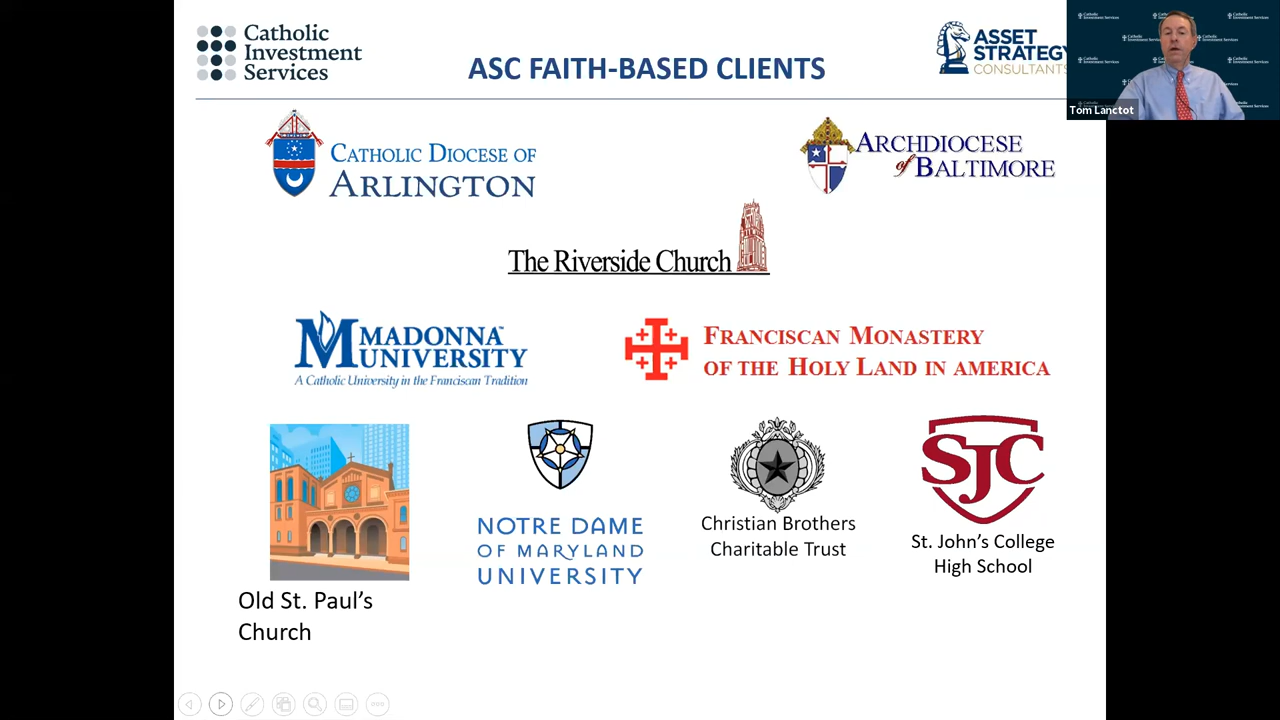 Catholic
Investment
Services
ASC FAITH-BASED CLIENTS
ASSET
STRATEGY
CONSULTANTS
Tom Lanctot
CATHOLIC DIOCESE OF
ARLINGTON
ARCHDIOCESE
of BALTIMORE
The Riverside Church
MADONNA™
UNIVERSITY
A Catholic University in the Franciscan Tradition
FRANCISCAN MONASTERY
OF THE HOLY LAND IN AMERICA
Old St. Paul's
Church
NOTRE DAME
OF MARYLAND
UNIVERSITY
Christian Brothers
Charitable Trust
SJC
St. John's College
High School